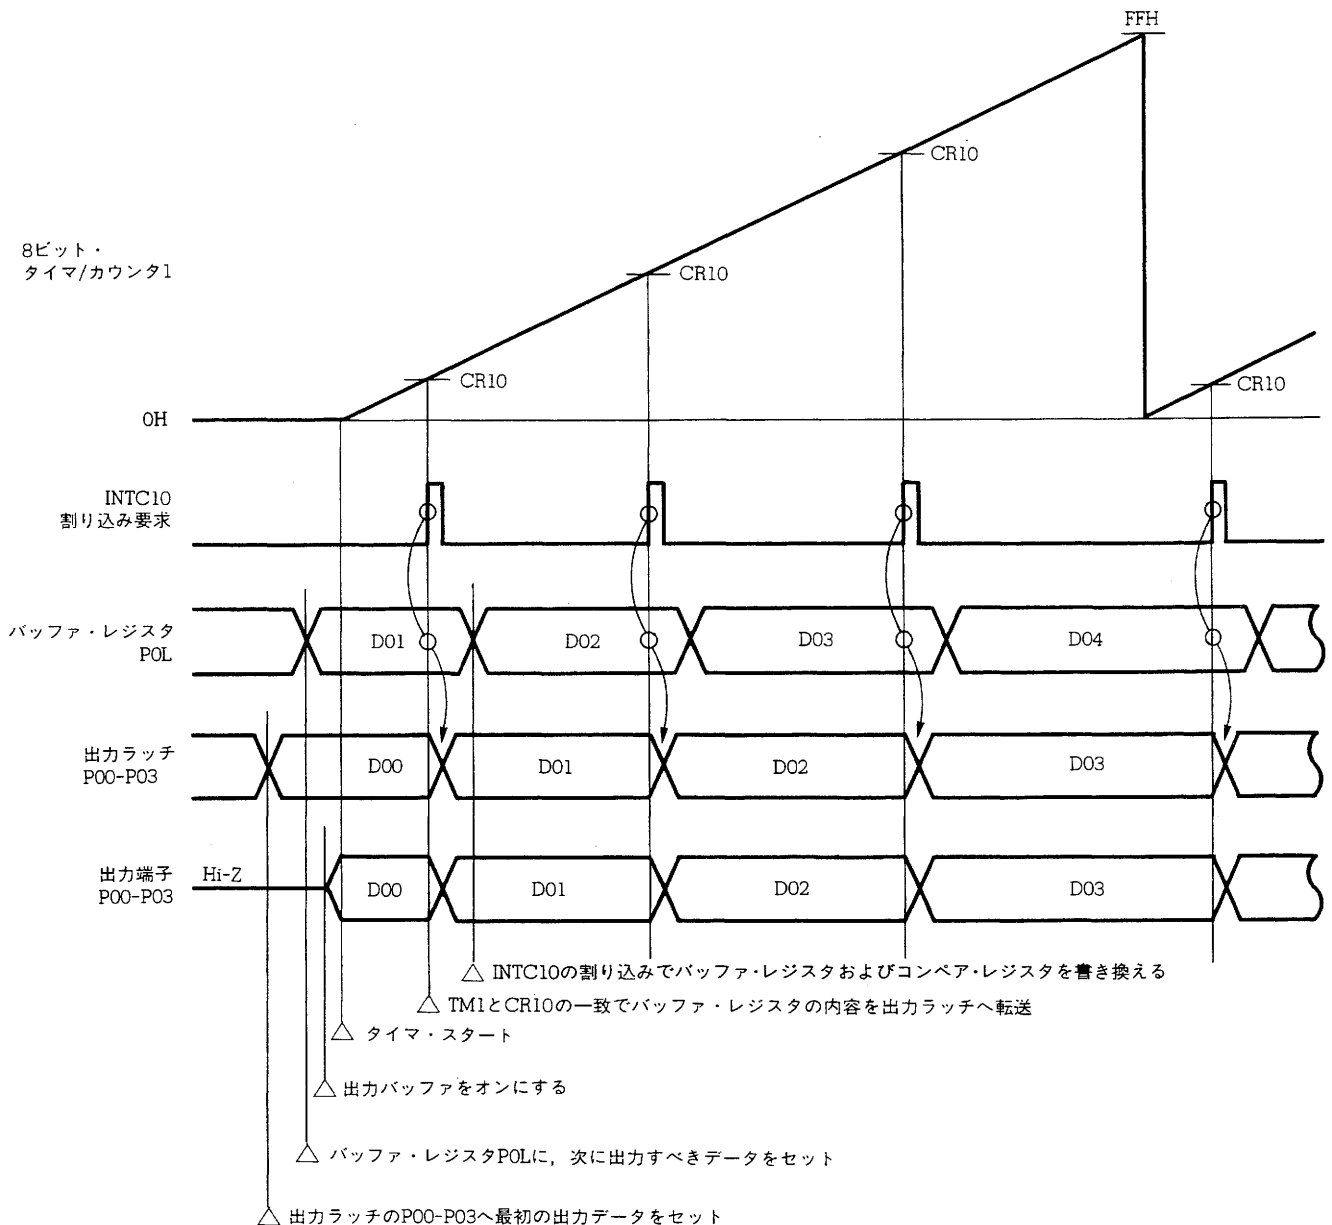 FFH
CR10
CR10
8ビット・
タイマ/カウンタ1
CR10
CR10
0H
INTC10
割り込み要求
バッファ・レジスタ
P0L
D01
D02
D03
D04
出力ラッチ
P00-P03
D00
D01
D02
D03
出力端子
P00-P03
Hi-Z
D00
D01
D02
D03
△ INTC10の割り込みでバッファ・レジスタおよびコンペア・レジスタを書き換える
△ TM1とCR10の一致でバッファ・レジスタの内容を出力ラッチへ転送
△ タイマ・スタート
△ 出力バッファをオンにする
△ バッファ・レジスタP0Lに，次に出力すべきデータをセット
△ 出力ラッチのP00-P03へ最初の出力データをセット